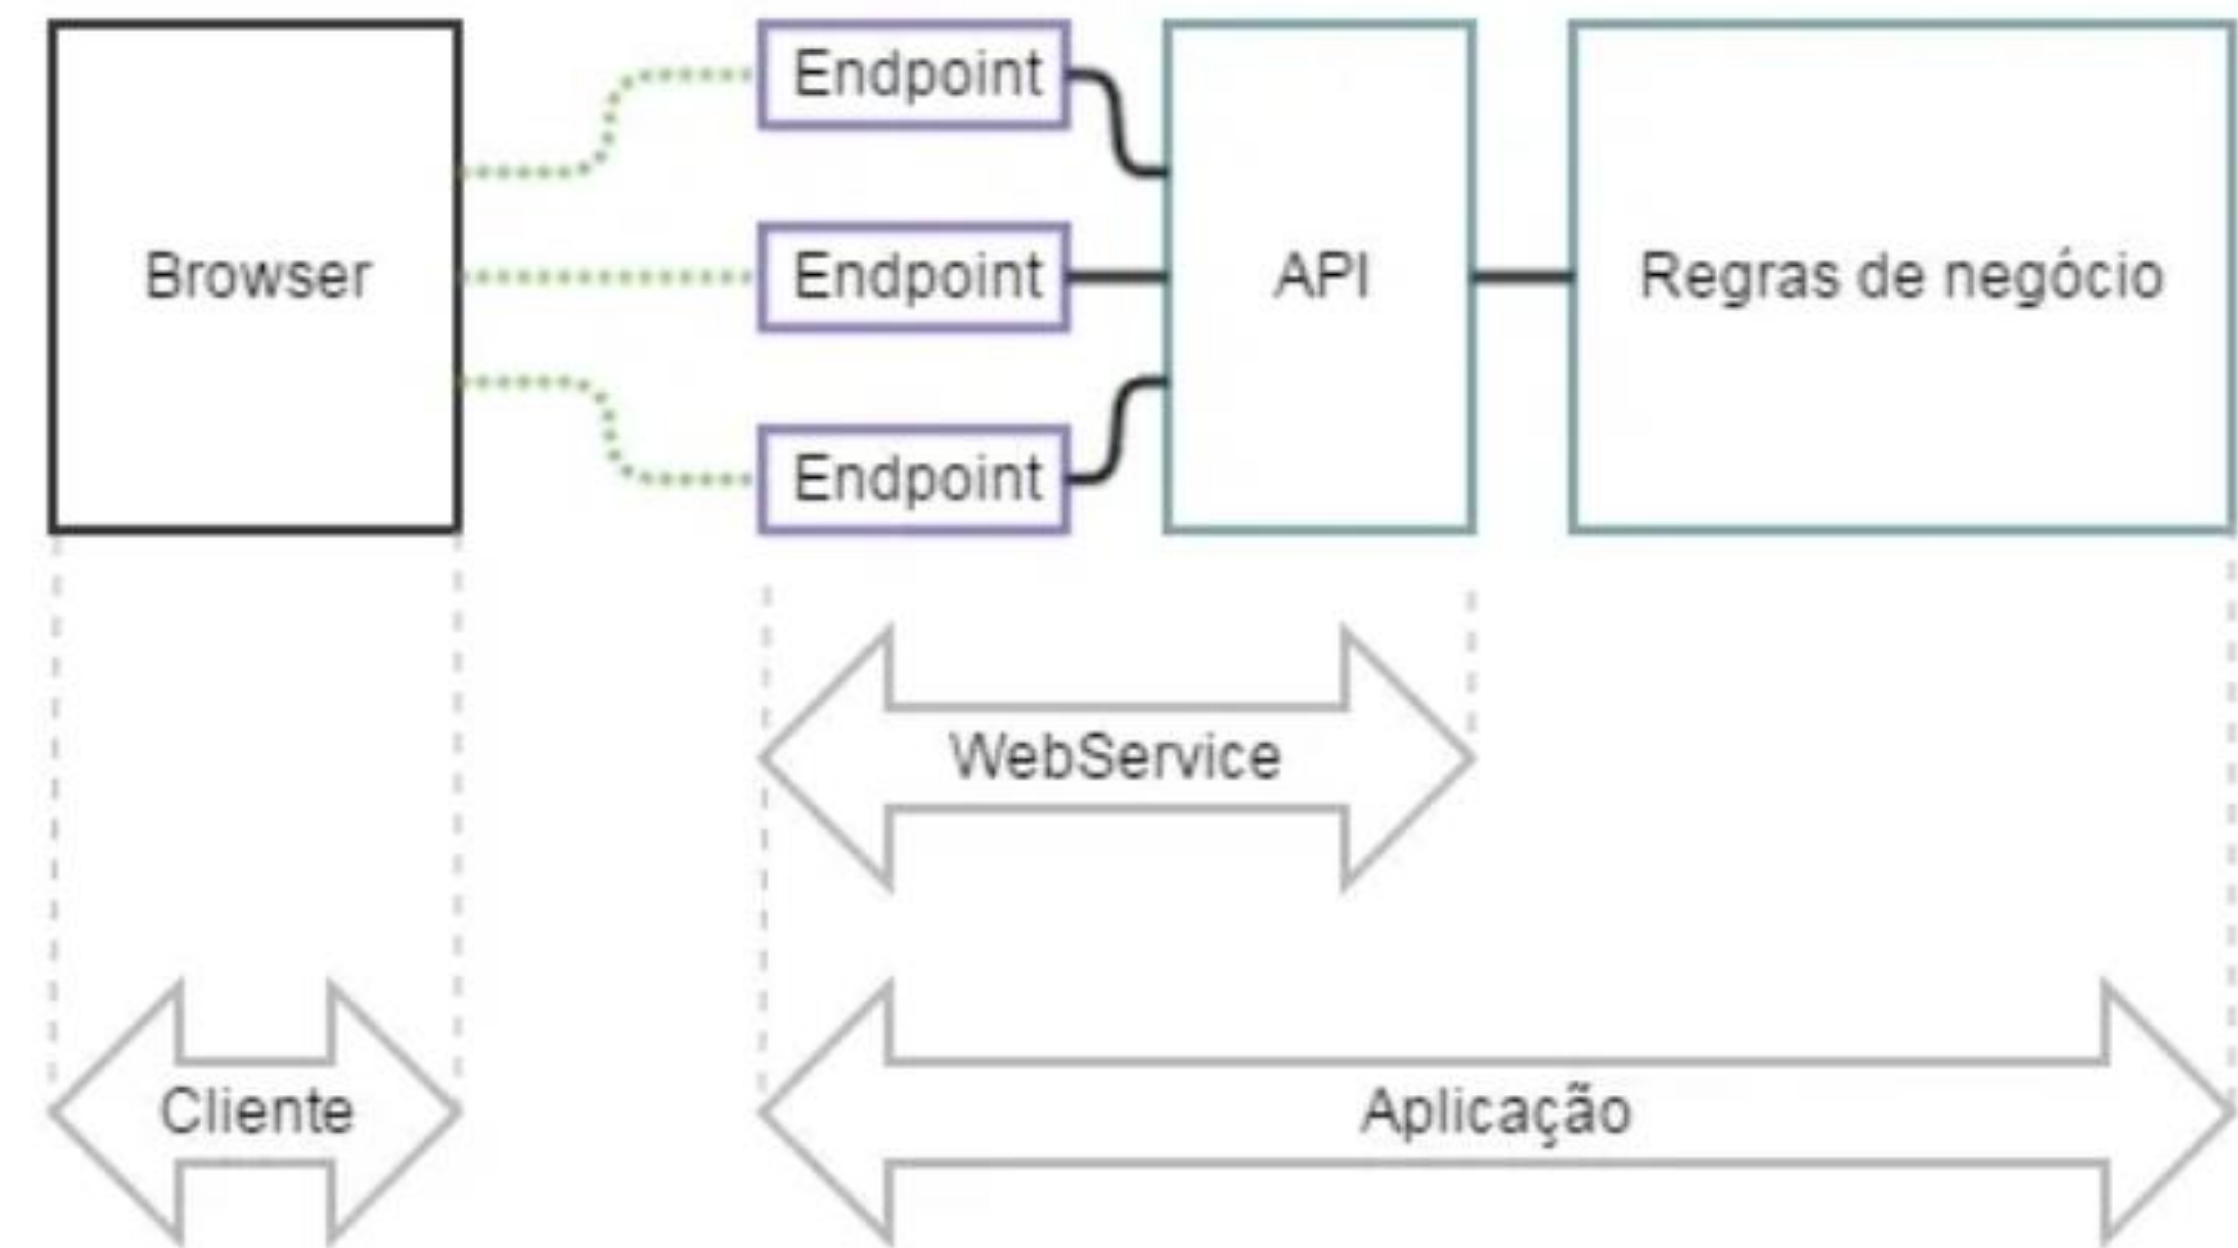 Endpoint
Browser
Endpoint
API
Regras de negócio
Endpoint
WebService
Cliente
Aplicação